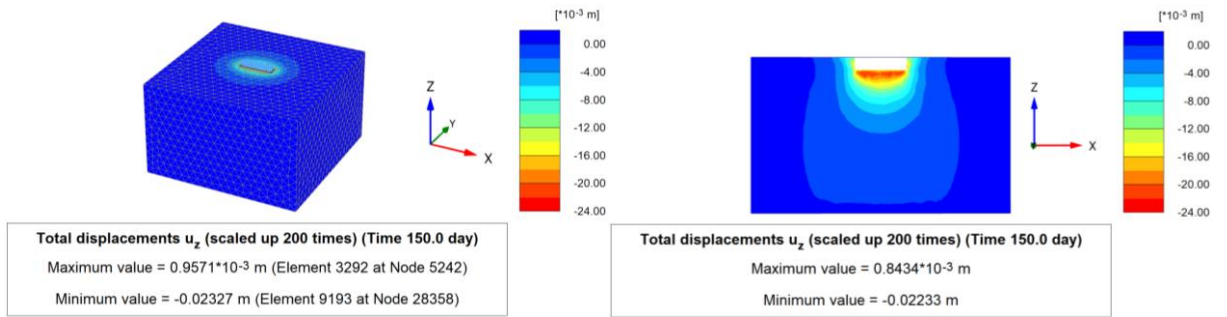 [*10-3 m]
0.00
-4.00
-8.00
-12.00
-16.00
-20.00
-24.00
Z
Y
X
Total displacements uz (scaled up 200 times) (Time 150.0 day)
Maximum value = 0.9571*10-3 m (Element 3292 at Node 5242)
Minimum value = -0.02327 m (Element 9193 at Node 28358)
[*10-3 m]
0.00
-4.00
-8.00
-12.00
-16.00
-20.00
-24.00
Z
X
Total displacements uz (scaled up 200 times) (Time 150.0 day)
Maximum value = 0.8434*10-3 m
Minimum value = -0.02233 m